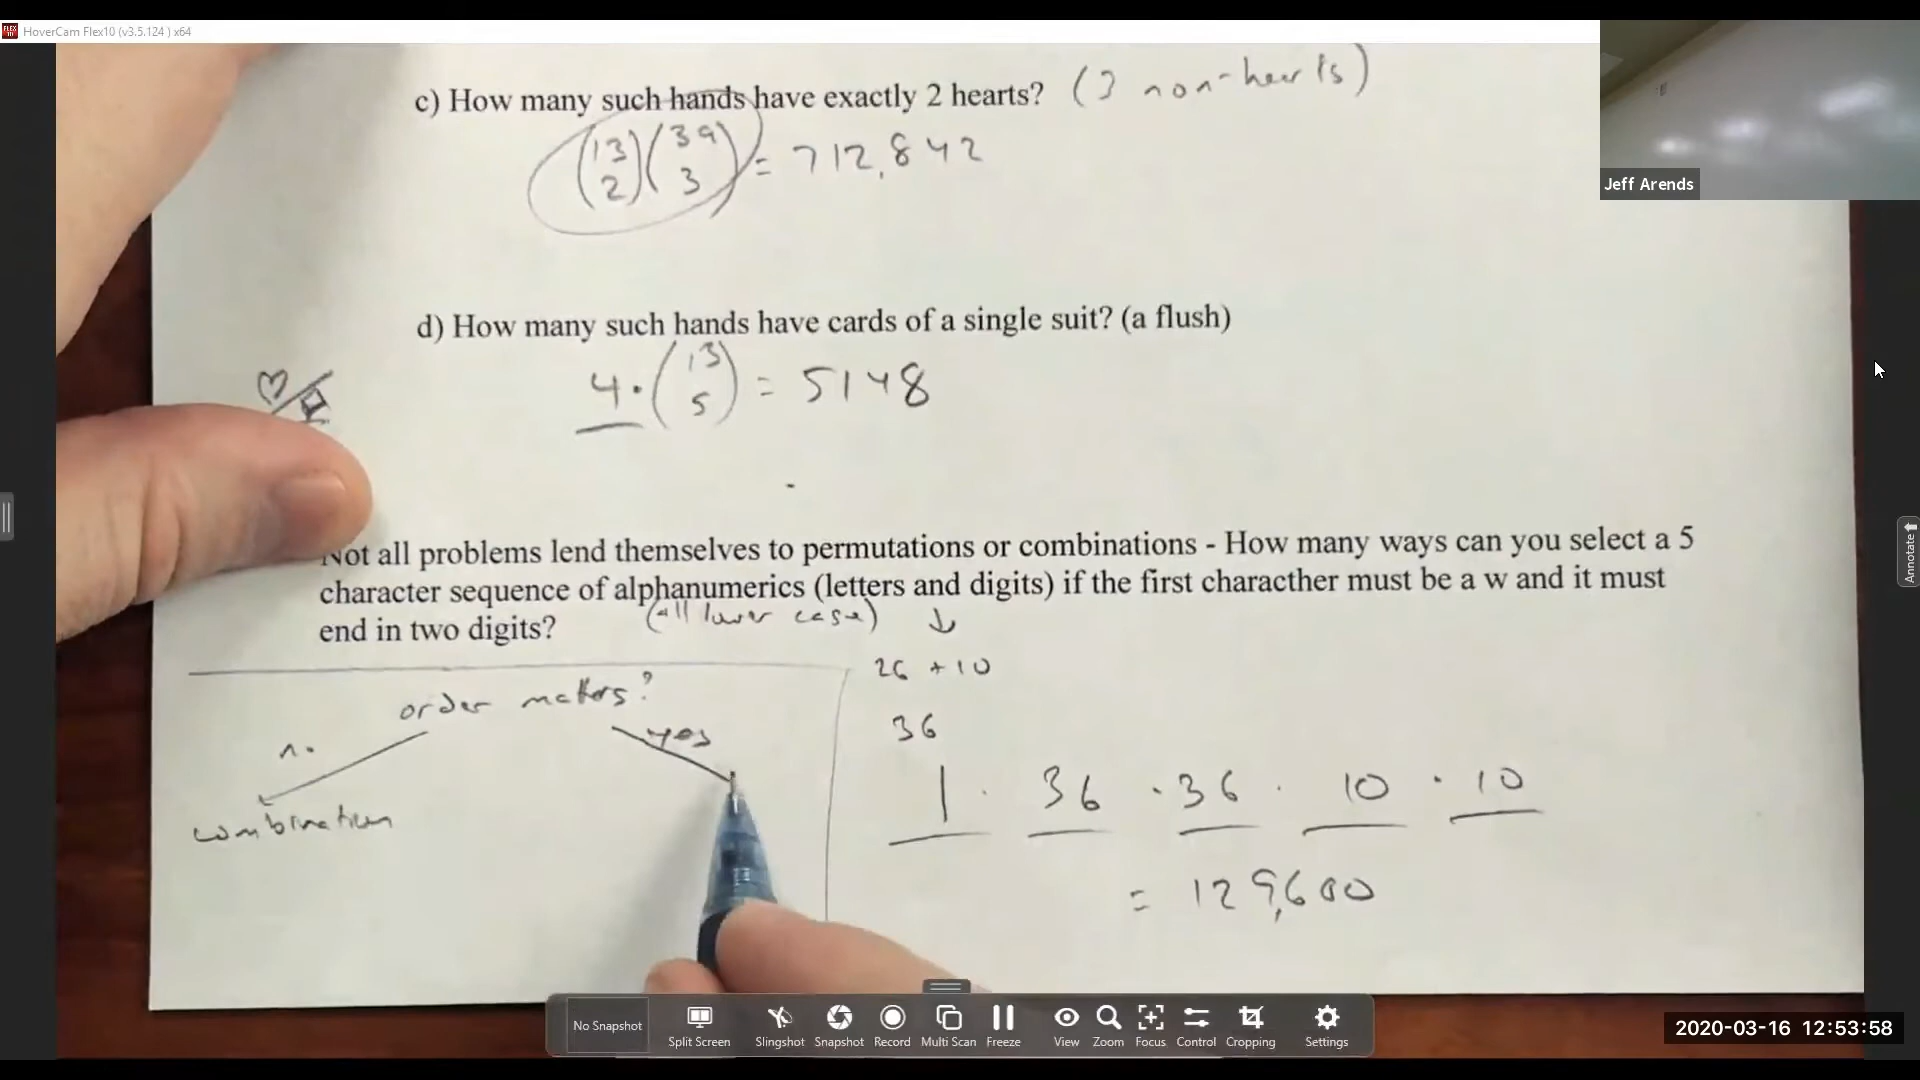 HoverCam Flex10 (v3.5.124 ) x64
c) How many such hands have exactly 2 hearts? (3 non-hearts)
(13 2)(39 3) = 712,842
Jeff Arends
d) How many such hands have cards of a single suit? (a flush)
4 · (13 5) = 5148
Not all problems lend themselves to permutations or combinations - How many ways can you select a 5
character sequence of alphanumerics (letters and digits) if the first characther must be a w and it must
end in two digits? (all lower case) ↓
26 + 10
36
order matters?
no
yes
combination
1 · 36 · 36 · 10 · 10
= 129,600
Annotate
No Snapshot
Split Screen
Slingshot
Snapshot
Record
Multi Scan
Freeze
View
Zoom
Focus
Control
Cropping
Settings
2020-03-16 12:53:58